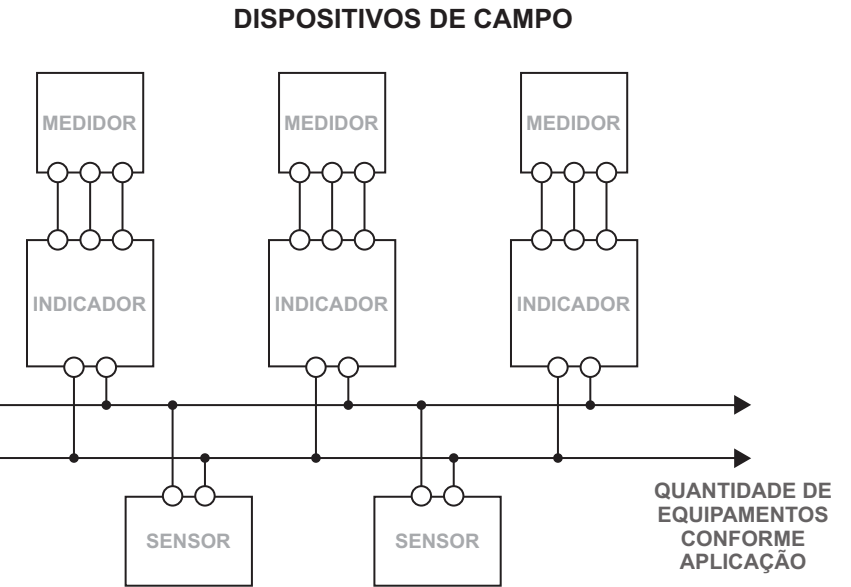 DISPOSITIVOS DE CAMPO
MEDIDOR
MEDIDOR
MEDIDOR
INDICADOR
INDICADOR
INDICADOR
SENSOR
SENSOR
QUANTIDADE DE
EQUIPAMENTOS
CONFORME
APLICAÇÃO